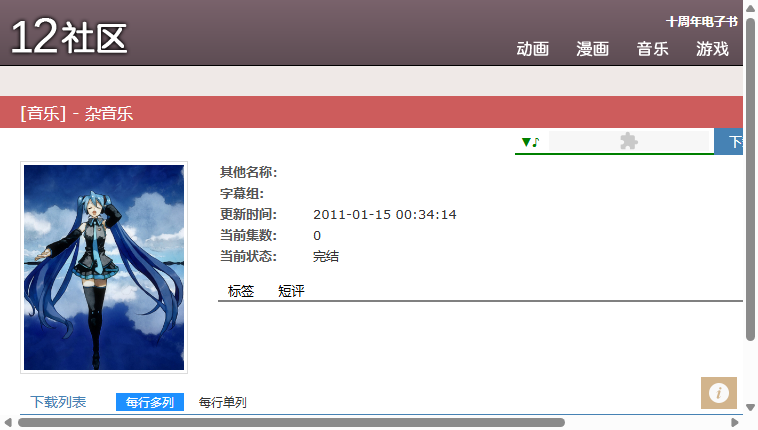 12社区
十周年电子书
动画 漫画 音乐 游戏
[音乐] - 杂音乐
▼♪
其他名称：
字幕组：
更新时间： 2011-01-15 00:34:14
当前集数： 0
当前状态： 完结
标签 短评
下载列表 每行多列 每行单列